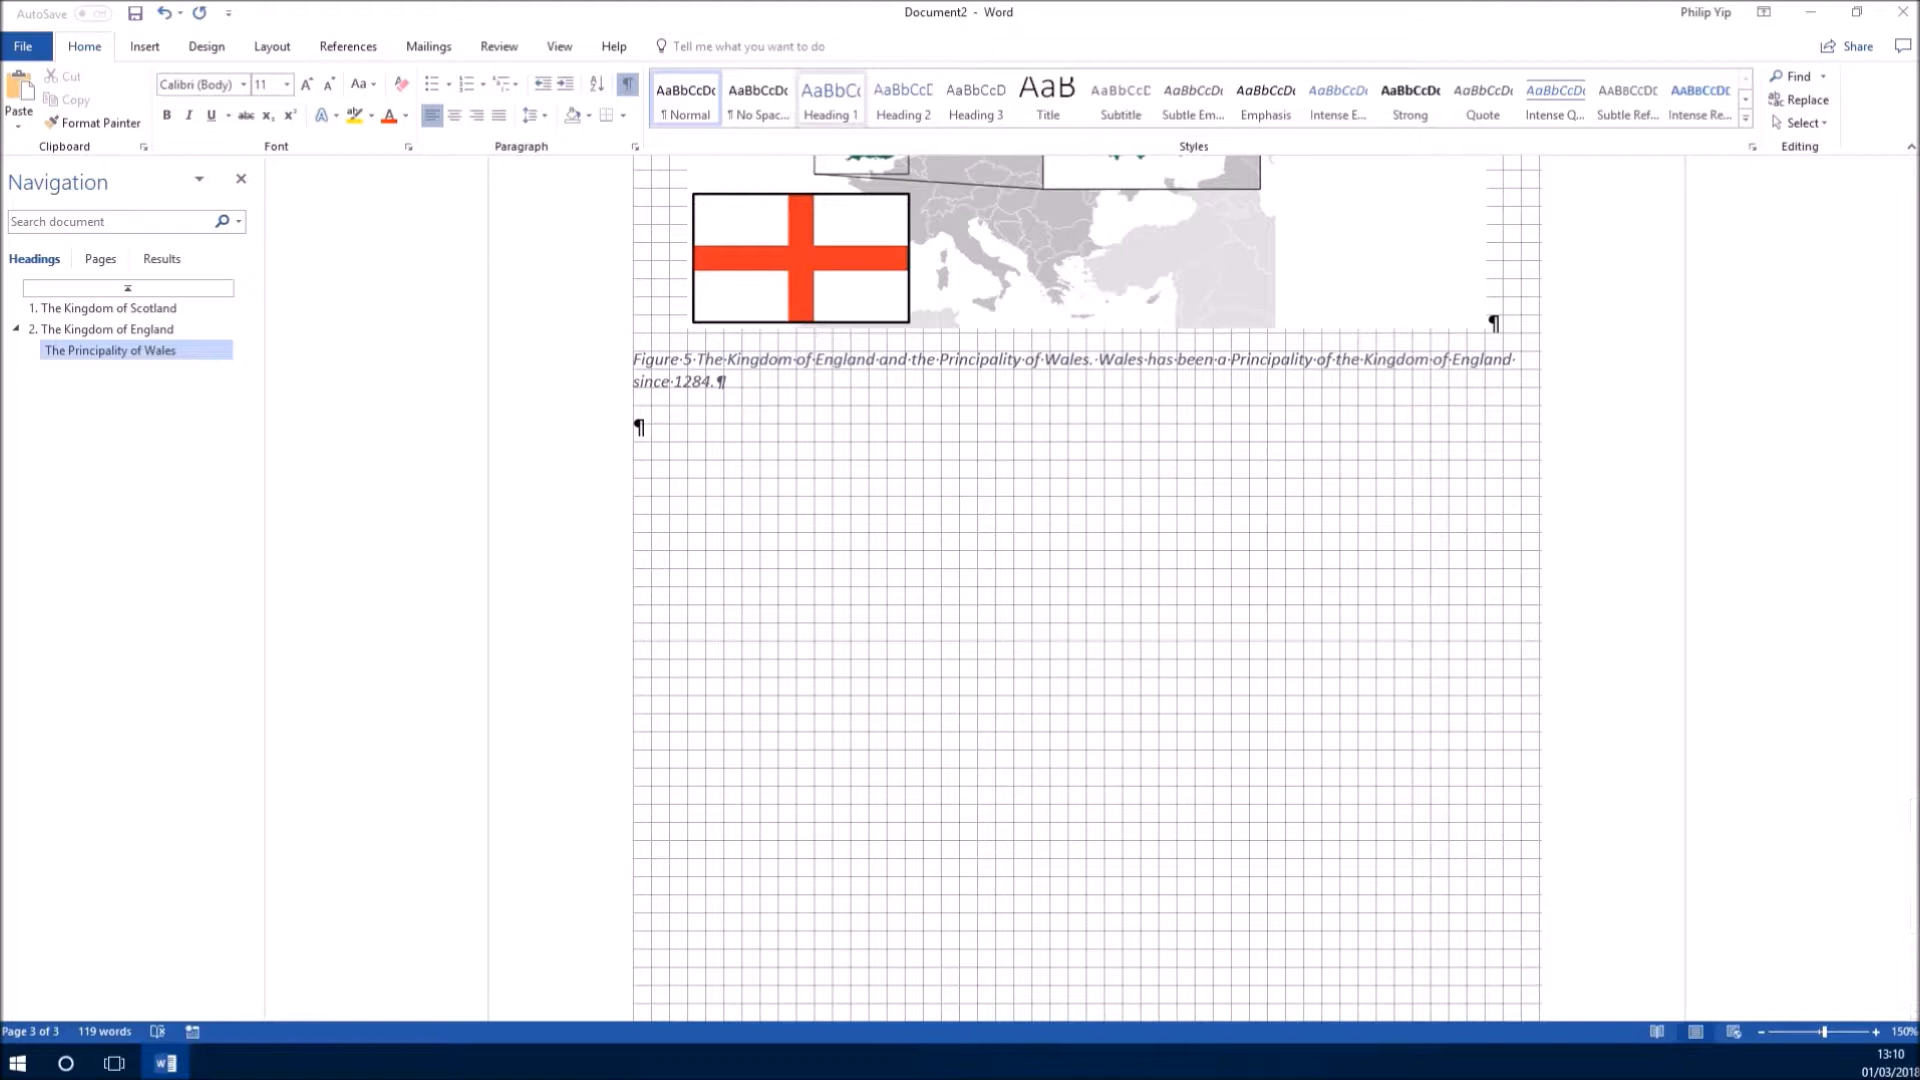 AutoSave Off
Document2 - Word
Philip Yip
File Home Insert Design Layout References Mailings Review View Help Tell me what you want to do
Share
Paste
Cut
Copy
Format Painter
Clipboard
Calibri (Body) 11
Font
Paragraph
AaBbCcDc AaBbCcDc AaBbCc AaBbCcD AaBbCcD AaB AaBbCcD AaBbCcDc AaBbCcDc AaBbCcDc AaBbCcDc AaBbCcDc AaBbCcDc AABBCCDC AABBCCDC
¶ Normal ¶ No Spac... Heading 1 Heading 2 Heading 3 Title Subtitle Subtle Em... Emphasis Intense E... Strong Quote Intense Q... Subtle Ref... Intense Re...
Styles
Find
Replace
Select
Editing
Navigation
Search document
Headings Pages Results
1. The Kingdom of Scotland
2. The Kingdom of England
The Principality of Wales
¶
Figure·5·The·Kingdom·of·England·and·the·Principality·of·Wales.·Wales·has·been·a·Principality·of·the·Kingdom·of·England·
since·1284.¶
¶
Page 3 of 3 119 words
150%
13:10
01/03/2018